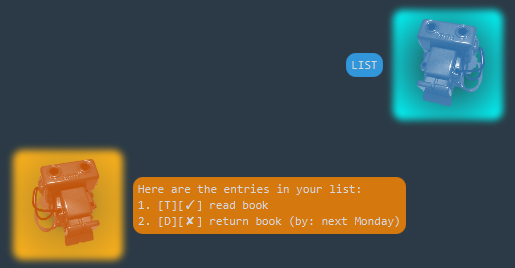 LIST
Here are the entries in your list:
1. [T][✓] read book
2. [D][✘] return book (by: next Monday)